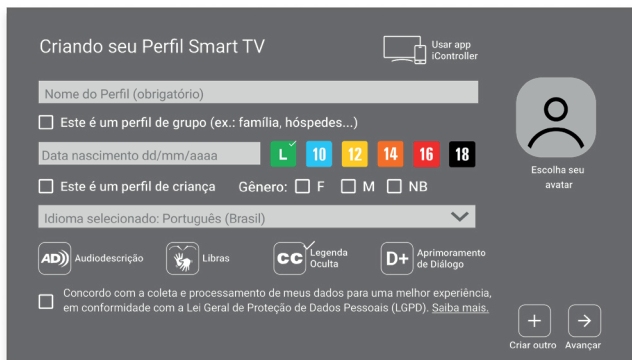 Criando seu Perfil Smart TV
Usar app
iController
Nome do Perfil (obrigatório)
Este é um perfil de grupo (ex.: família, hóspedes...)
Data nascimento dd/mm/aaaa
L 10 12 14 16 18
Escolha seu
avatar
Este é um perfil de criança Gênero: F M NB
Idioma selecionado: Português (Brasil)
AD)) Audiodescrição
Libras
CC Legenda
Oculta
D+ Aprimoramento
de Diálogo
Concordo com a coleta e processamento de meus dados para uma melhor experiência,
em conformidade com a Lei Geral de Proteção de Dados Pessoais (LGPD). Saiba mais.
Criar outro Avançar